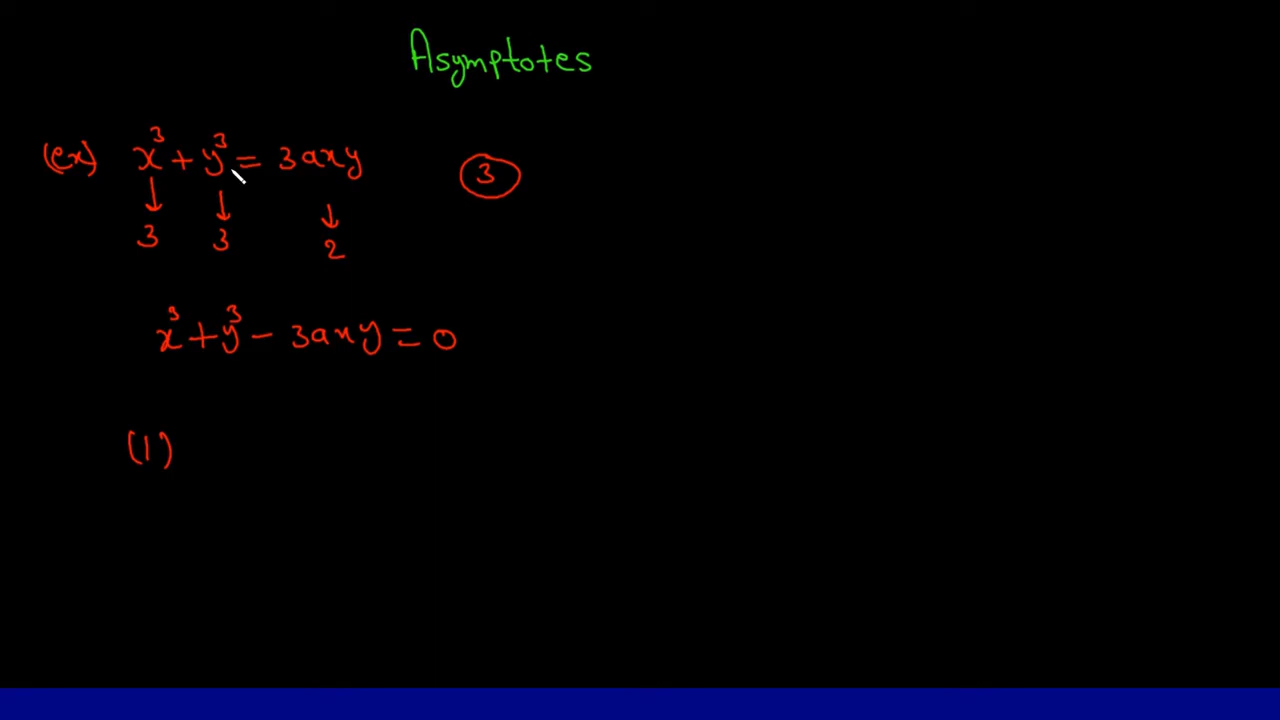 Asymptotes
(ex) x³ + y³ = 3axy ③
↓ ↓ ↓
3 3 2
x³ + y³ - 3axy = 0
(1)